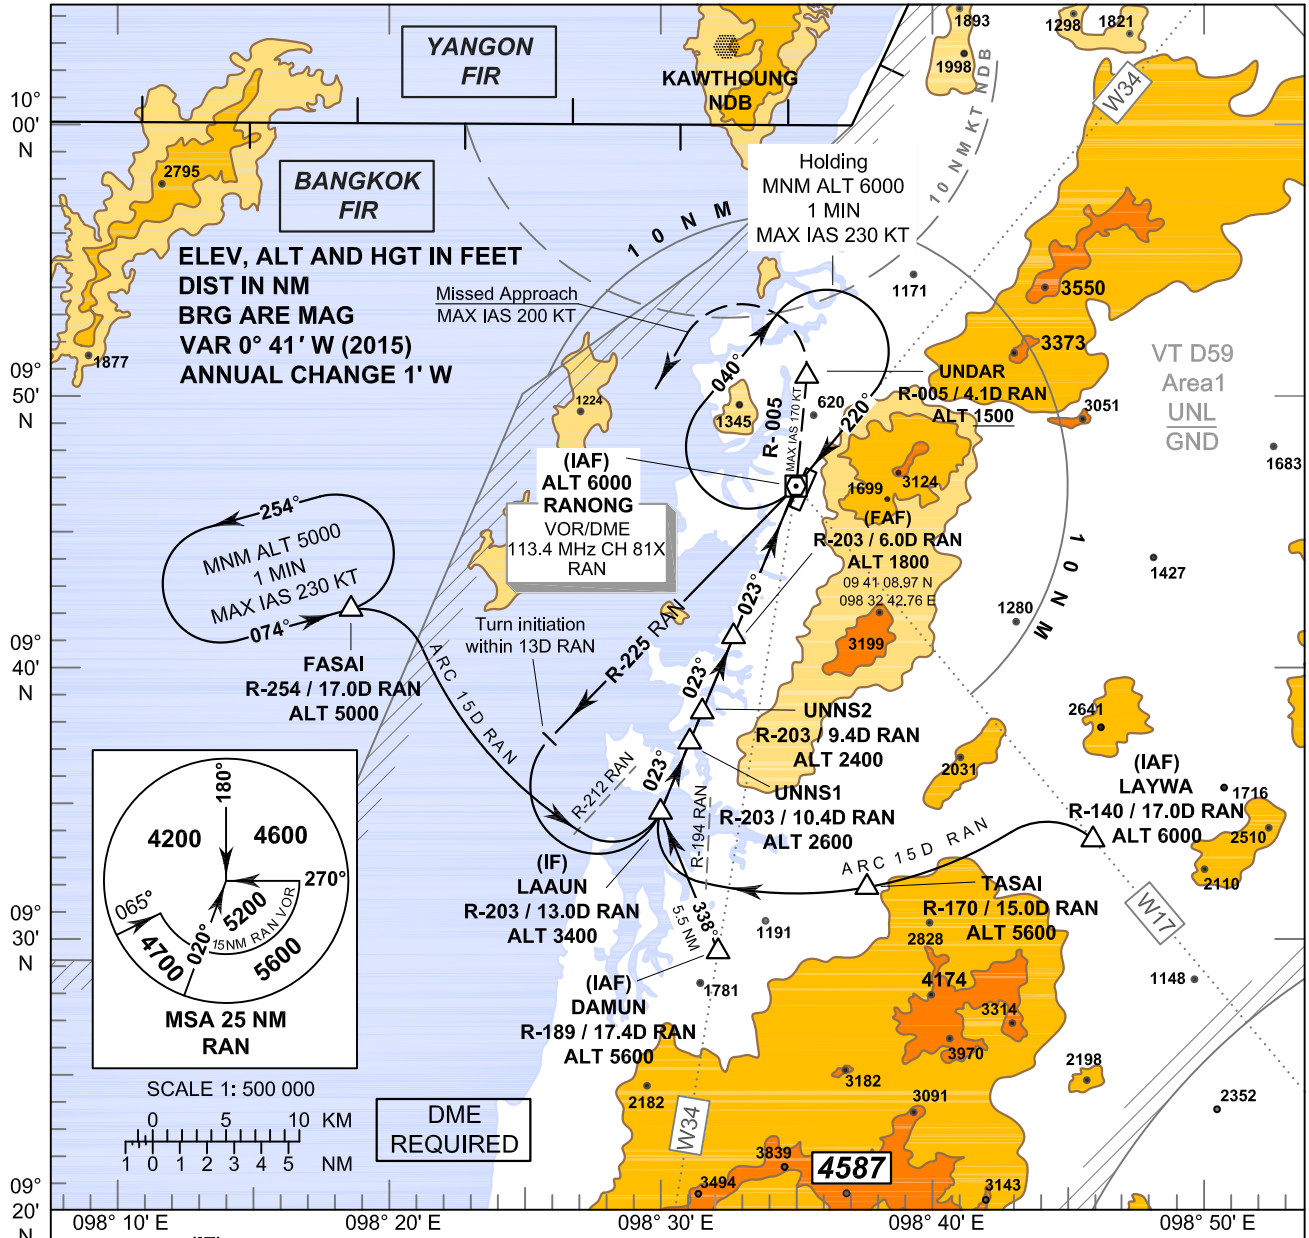 1893
1298
1821
YANGON
FIR
KAWTHOUNG
NDB
1998
W34
10°
00'
N
10 NM KT NDB
2795
BANGKOK
FIR
Holding
MNM ALT 6000
1 MIN
MAX IAS 230 KT
10 NM
ELEV, ALT AND HGT IN FEET
DIST IN NM
BRG ARE MAG
VAR 0° 41' W (2015)
ANNUAL CHANGE 1' W
Missed Approach
MAX IAS 200 KT
1171
3550
3373
1877
09°
50'
N
040°
UNDAR
R-005 / 4.1D RAN
ALT 1500
VT D59
Area1
UNL
GND
1224
1345
R-005
MAX IAS 170 KT
620
220°
3051
1683
(IAF)
ALT 6000
RANONG
VOR/DME
113.4 MHz CH 81X
RAN
3124
1699
(FAF)
R-203 / 6.0D RAN
ALT 1800
09 41 08.97 N
098 32 42.76 E
254°
MNM ALT 5000
1 MIN
MAX IAS 230 KT
074°
10 NM
1427
1280
023°
Turn initiation
within 13D RAN
R-225 RAN
3199
09°
40'
N
FASAI
R-254 / 17.0D RAN
ALT 5000
ARC 15D RAN
023°
UNNS2
R-203 / 9.4D RAN
ALT 2400
2641
2031
(IAF)
LAYWA
R-140 / 17.0D RAN
ALT 6000
1716
2510
2110
180°
4200
4600
270°
065°
5200
15NM RAN VOR
020°
4700
5600
MSA 25 NM
RAN
R-212 RAN
023°
UNNS1
R-203 / 10.4D RAN
ALT 2600
R-194 RAN
ARC 15D RAN
(IF)
LAAUN
R-203 / 13.0D RAN
ALT 3400
338°
5.5 NM
TASAI
R-170 / 15.0D RAN
ALT 5600
W17
09°
30'
N
1191
2828
(IAF)
DAMUN
R-189 / 17.4D RAN
ALT 5600
1781
4174
3314
3970
1148
SCALE 1: 500 000
0 5 10 KM
1 0 1 2 3 4 5 NM
DME
REQUIRED
2182
3182
3091
2198
2352
W34
3839
4587
3494
3143
09°
20'
N
098° 10' E
098° 20' E
098° 30' E
098° 40' E
098° 50' E
(IF)